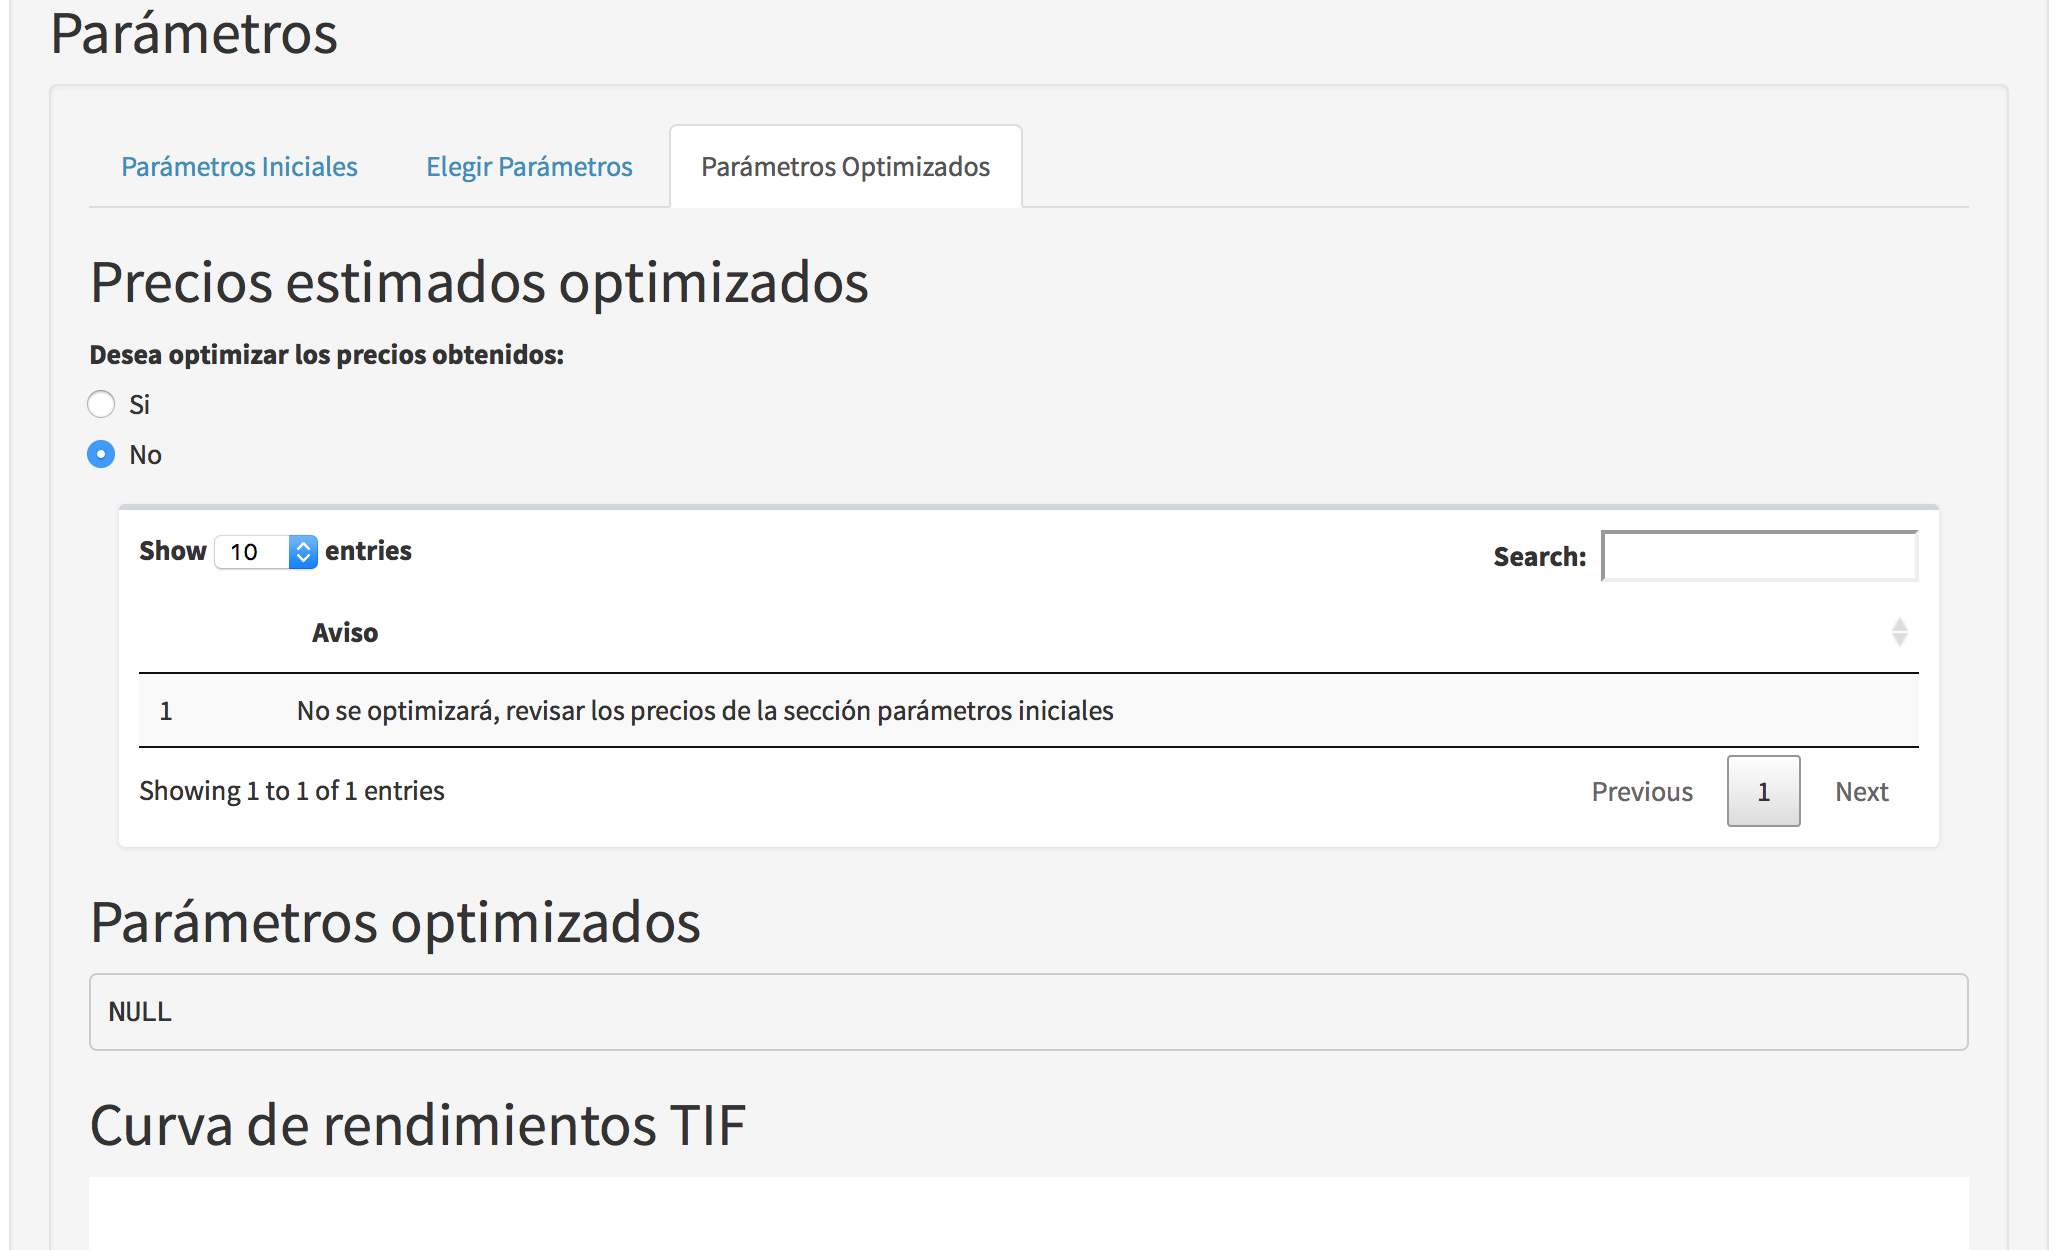 Parámetros
Parámetros Iniciales Elegir Parámetros Parámetros Optimizados
Precios estimados optimizados
Desea optimizar los precios obtenidos:
Si
No
Show 10 entries Search:
Aviso
1 No se optimizará, revisar los precios de la sección parámetros iniciales
Showing 1 to 1 of 1 entries Previous 1 Next
Parámetros optimizados
NULL
Curva de rendimientos TIF